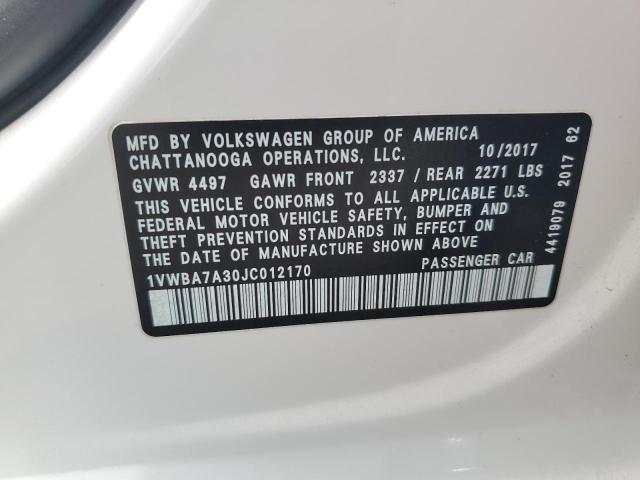 MFD BY VOLKSWAGEN GROUP OF AMERICA
CHATTANOOGA OPERATIONS, LLC. 10/2017
GVWR 4497 GAWR FRONT 2337 / REAR 2271 LBS
THIS VEHICLE CONFORMS TO ALL APPLICABLE U.S.
FEDERAL MOTOR VEHICLE SAFETY, BUMPER AND
THEFT PREVENTION STANDARDS IN EFFECT ON
THE DATE OF MANUFACTURE SHOWN ABOVE
1VWBA7A30JC012170 PASSENGER CAR
4419079 2017 62